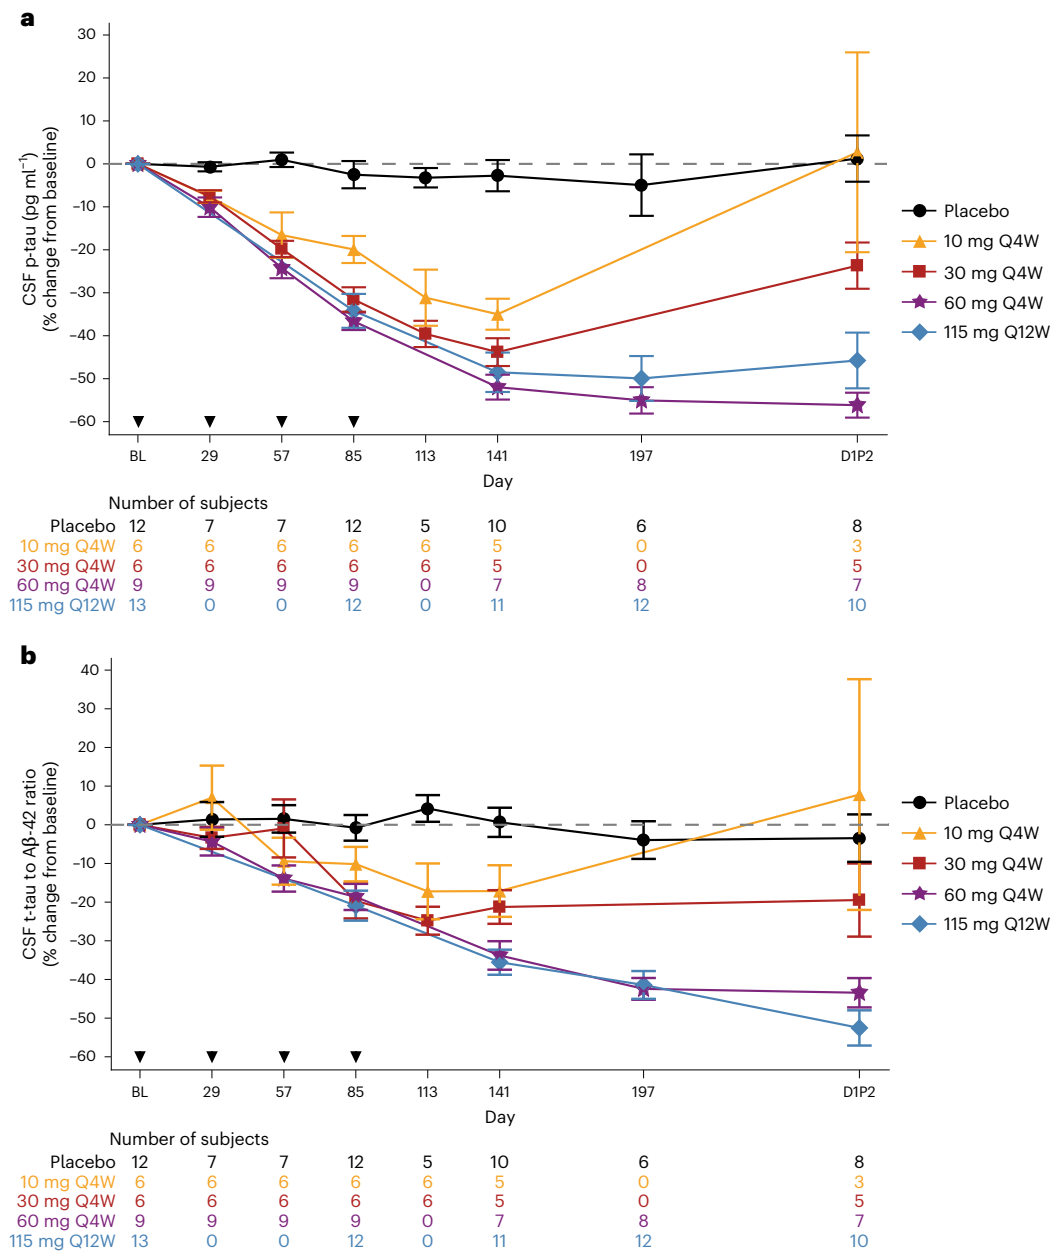 a
30
20
10
0
-10
-20
-30
-40
-50
-60
CSF p-tau (pg ml⁻¹)
(% change from baseline)
BL 29 57 85 113 141 197 D1P2
Day
Placebo
10 mg Q4W
30 mg Q4W
60 mg Q4W
115 mg Q12W
Number of subjects
Placebo 12 7 7 12 5 10 6 8
10 mg Q4W 6 6 6 6 6 5 0 3
30 mg Q4W 6 6 6 6 6 5 0 5
60 mg Q4W 9 9 9 9 0 7 8 7
115 mg Q12W 13 0 0 12 0 11 12 10
b
40
30
20
10
0
-10
-20
-30
-40
-50
-60
CSF t-tau to Aβ-42 ratio
(% change from baseline)
BL 29 57 85 113 141 197 D1P2
Day
Placebo
10 mg Q4W
30 mg Q4W
60 mg Q4W
115 mg Q12W
Number of subjects
Placebo 12 7 7 12 5 10 6 8
10 mg Q4W 6 6 6 6 6 5 0 3
30 mg Q4W 6 6 6 6 6 5 0 5
60 mg Q4W 9 9 9 9 0 7 8 7
115 mg Q12W 13 0 0 12 0 11 12 10